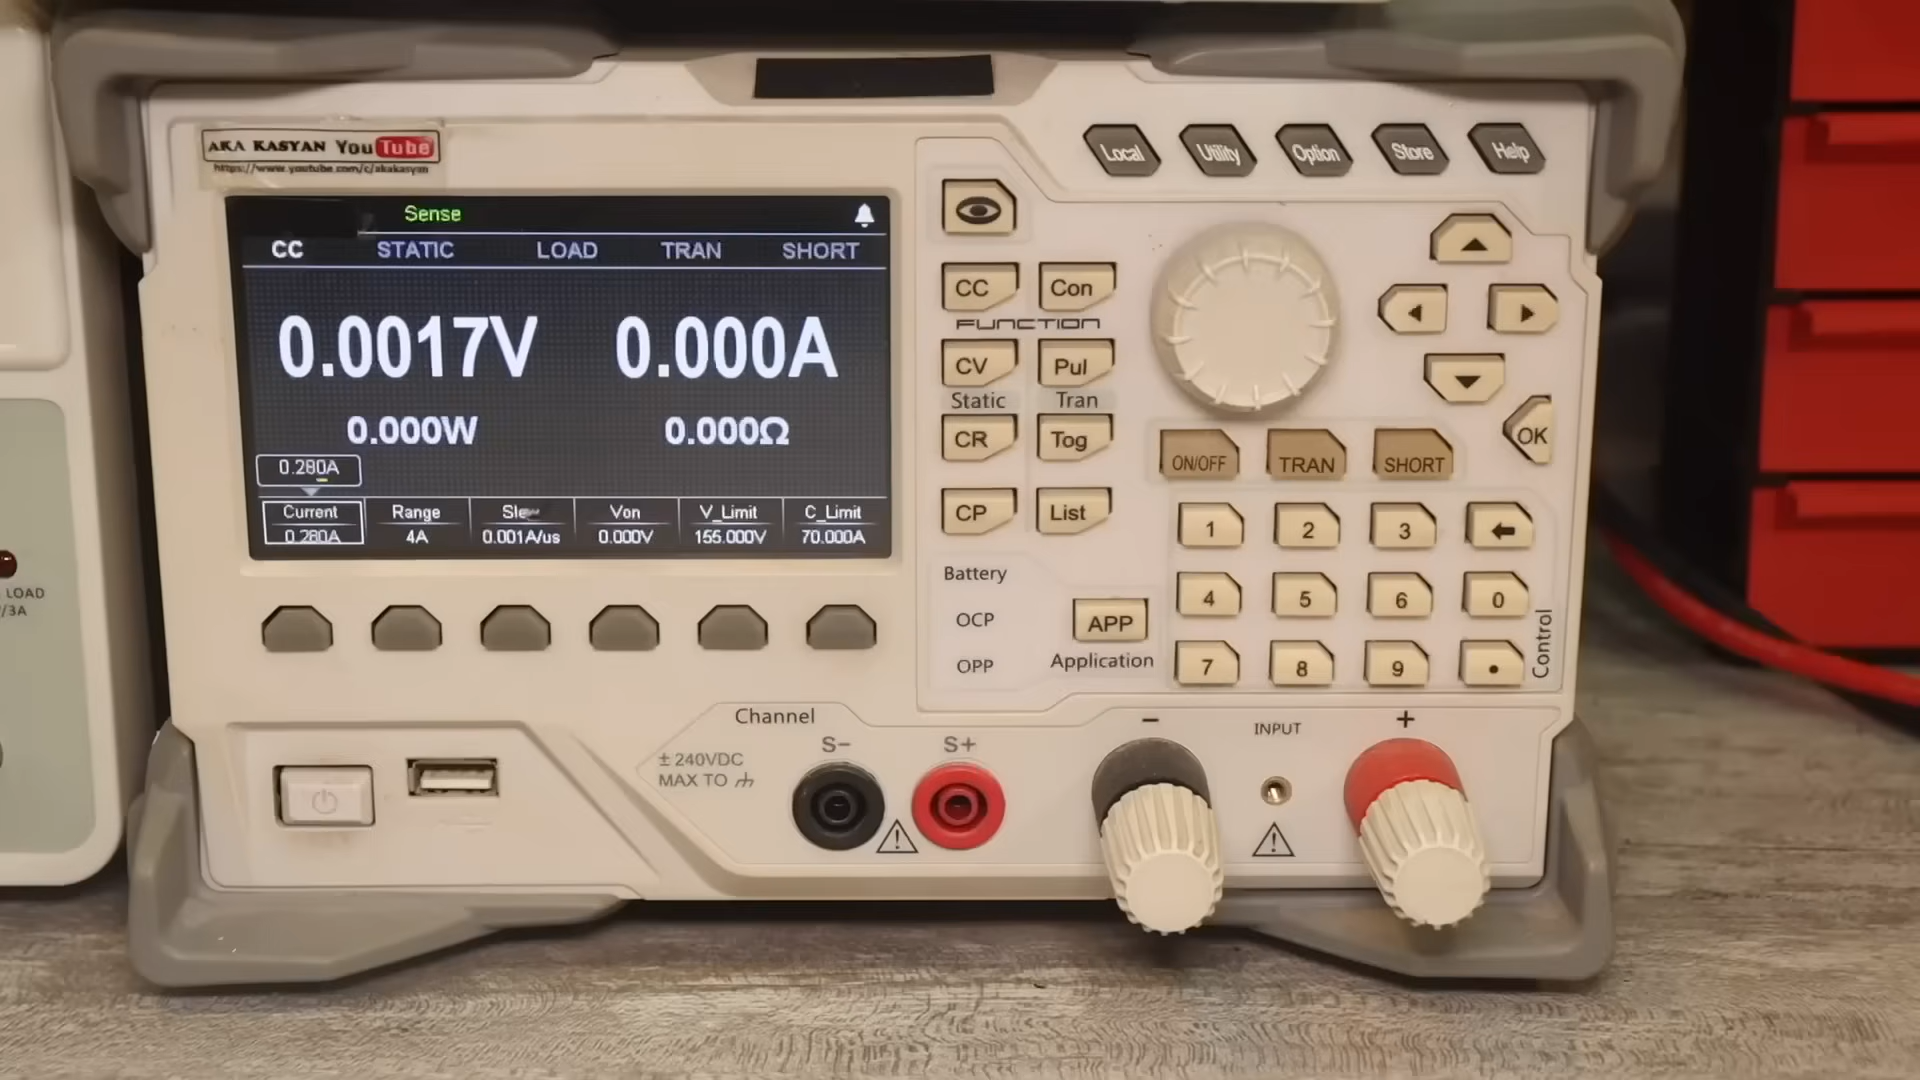 AKA KASYAN YouTube
https://www.youtube.com/c/akakasyan
Local Utility Option Store Help
Sense
CC STATIC LOAD TRAN SHORT
0.0017V 0.000A
0.000W 0.000Ω
0.280A
Current Range Von V_Limit C_Limit
0.280A 4A 0.001A/us 0.000V 155.000V 70.000A
CC Con
FUNCTION
CV Pul
Static Tran
CR Tog
CP List
ON/OFF TRAN SHORT
OK
1 2 3
4 5 6 0
7 8 9 .
Control
Battery
OCP
OPP
APP
Application
LOAD
/3A
Channel
S- S+
± 240VDC
MAX TO
- INPUT +